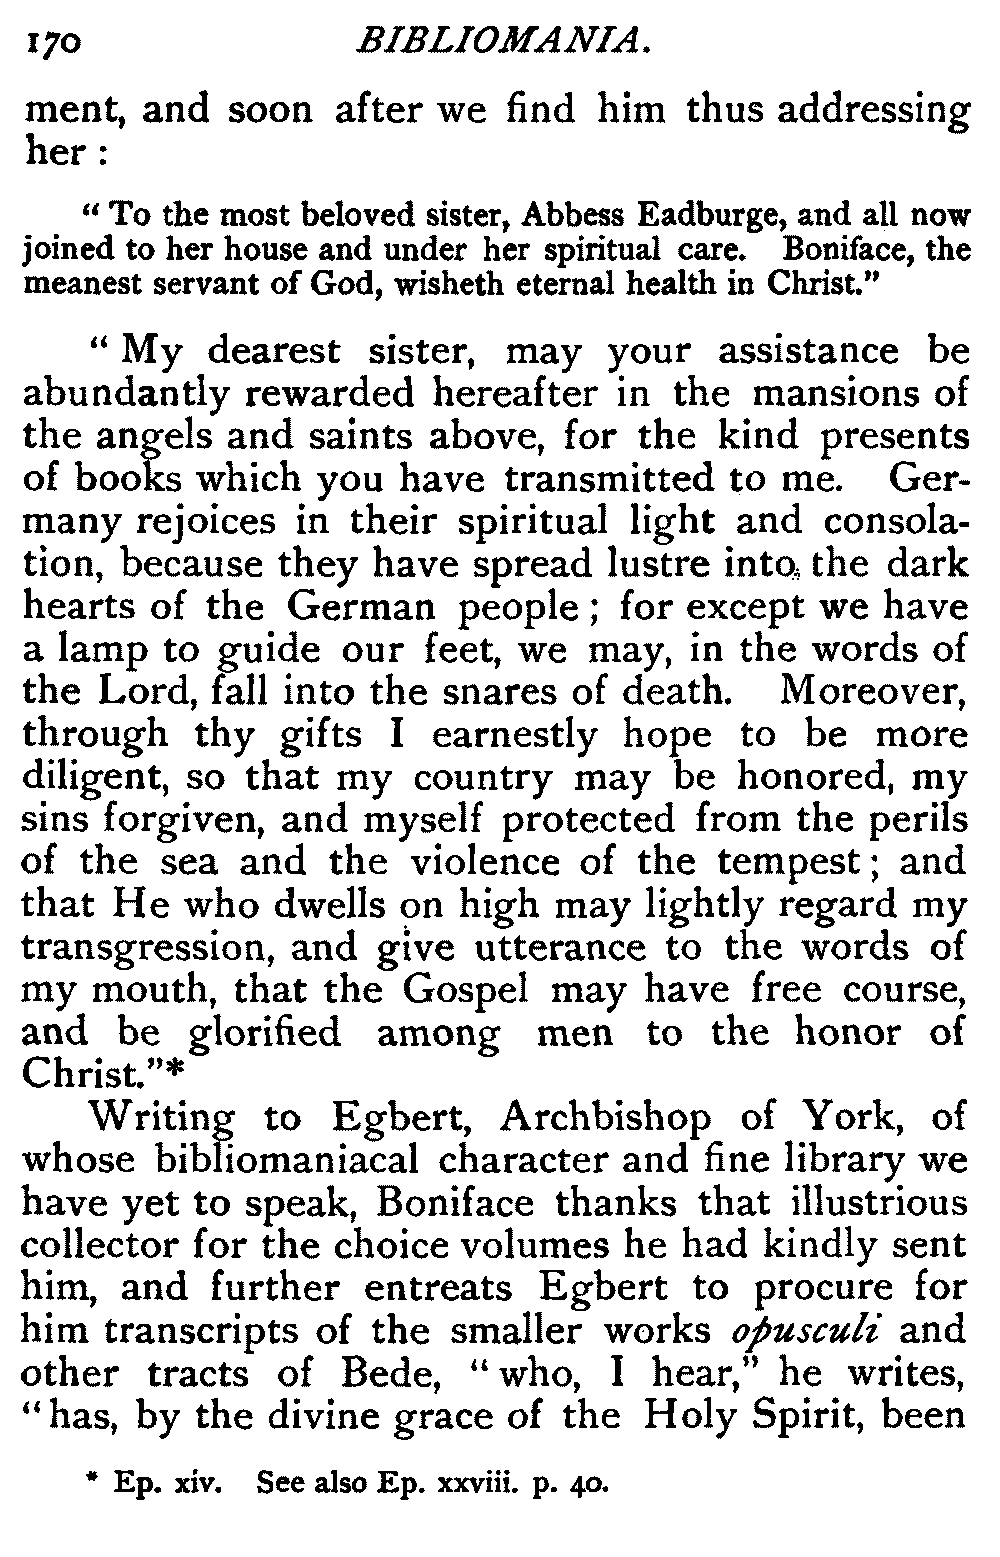 170 BIBLIOMANIA.
ment, and soon after we find him thus addressing
her :
“ To the most beloved sister, Abbess Eadburge, and all now
joined to her house and under her spiritual care. Boniface, the
meanest servant of God, wisheth eternal health in Christ.”
“ My dearest sister, may your assistance be
abundantly rewarded hereafter in the mansions of
the angels and saints above, for the kind presents
of books which you have transmitted to me. Ger-
many rejoices in their spiritual light and consola-
tion, because they have spread lustre into the dark
hearts of the German people ; for except we have
a lamp to guide our feet, we may, in the words of
the Lord, fall into the snares of death. Moreover,
through thy gifts I earnestly hope to be more
diligent, so that my country may be honored, my
sins forgiven, and myself protected from the perils
of the sea and the violence of the tempest ; and
that He who dwells on high may lightly regard my
transgression, and give utterance to the words of
my mouth, that the Gospel may have free course,
and be glorified among men to the honor of
Christ.”*
Writing to Egbert, Archbishop of York, of
whose bibliomaniacal character and fine library we
have yet to speak, Boniface thanks that illustrious
collector for the choice volumes he had kindly sent
him, and further entreats Egbert to procure for
him transcripts of the smaller works opusculi and
other tracts of Bede, “ who, I hear,” he writes,
“ has, by the divine grace of the Holy Spirit, been
* Ep. xiv. See also Ep. xxviii. p. 40.